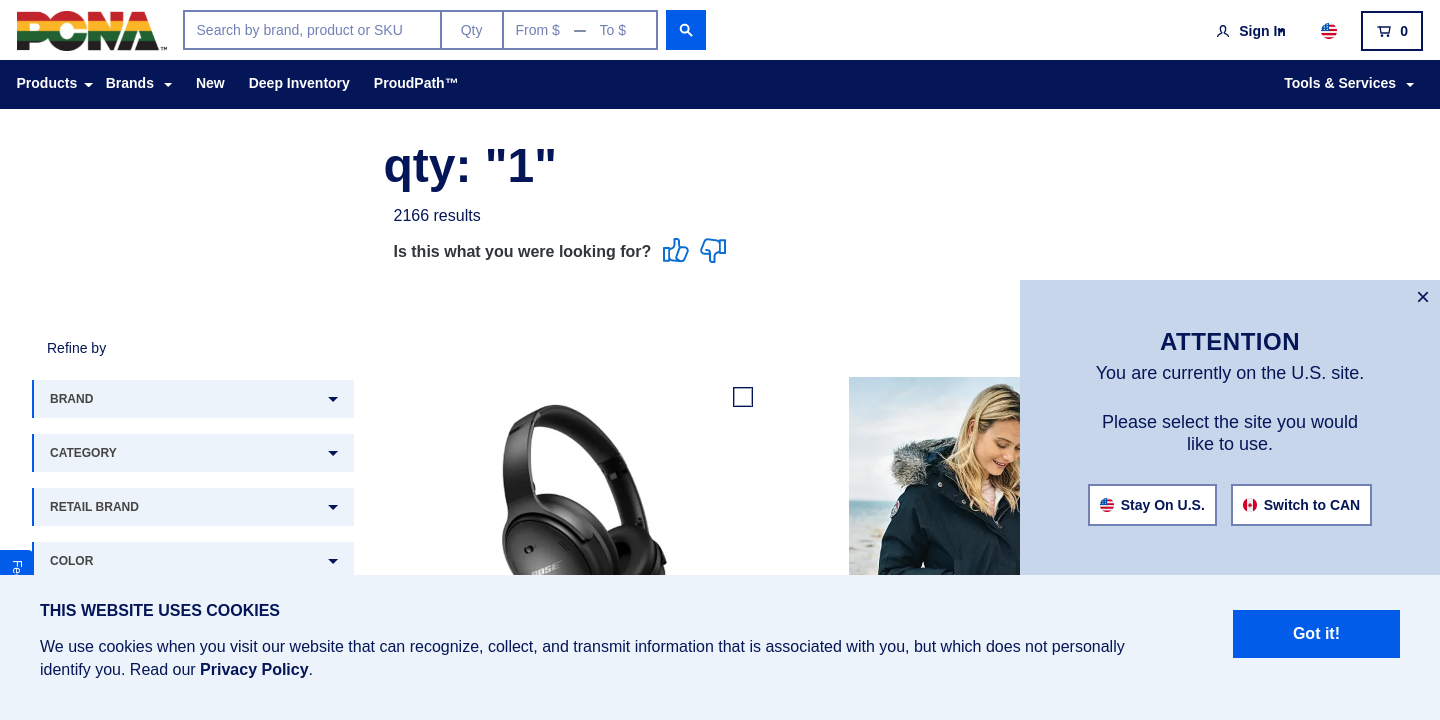 PCNA™
Search by brand, product or SKU
Qty
From $ — To $
Sign In
0
Products Brands New Deep Inventory ProudPath™ Tools & Services
qty: "1"
2166 results
Is this what you were looking for?
×
ATTENTION
You are currently on the U.S. site.
Please select the site you would
like to use.
Stay On U.S. Switch to CAN
Refine by
BRAND
CATEGORY
RETAIL BRAND
COLOR
BOSE
THIS WEBSITE USES COOKIES
We use cookies when you visit our website that can recognize, collect, and transmit information that is associated with you, but which does not personally
identify you. Read our Privacy Policy.
Got it!